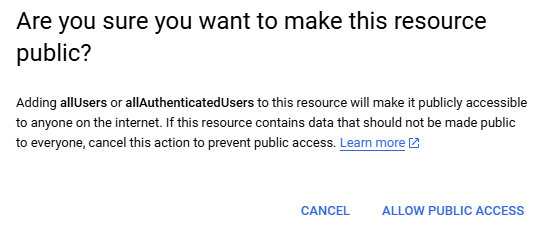 Are you sure you want to make this resource
public?
Adding allUsers or allAuthenticatedUsers to this resource will make it publicly accessible
to anyone on the internet. If this resource contains data that should not be made public
to everyone, cancel this action to prevent public access. Learn more
CANCEL ALLOW PUBLIC ACCESS